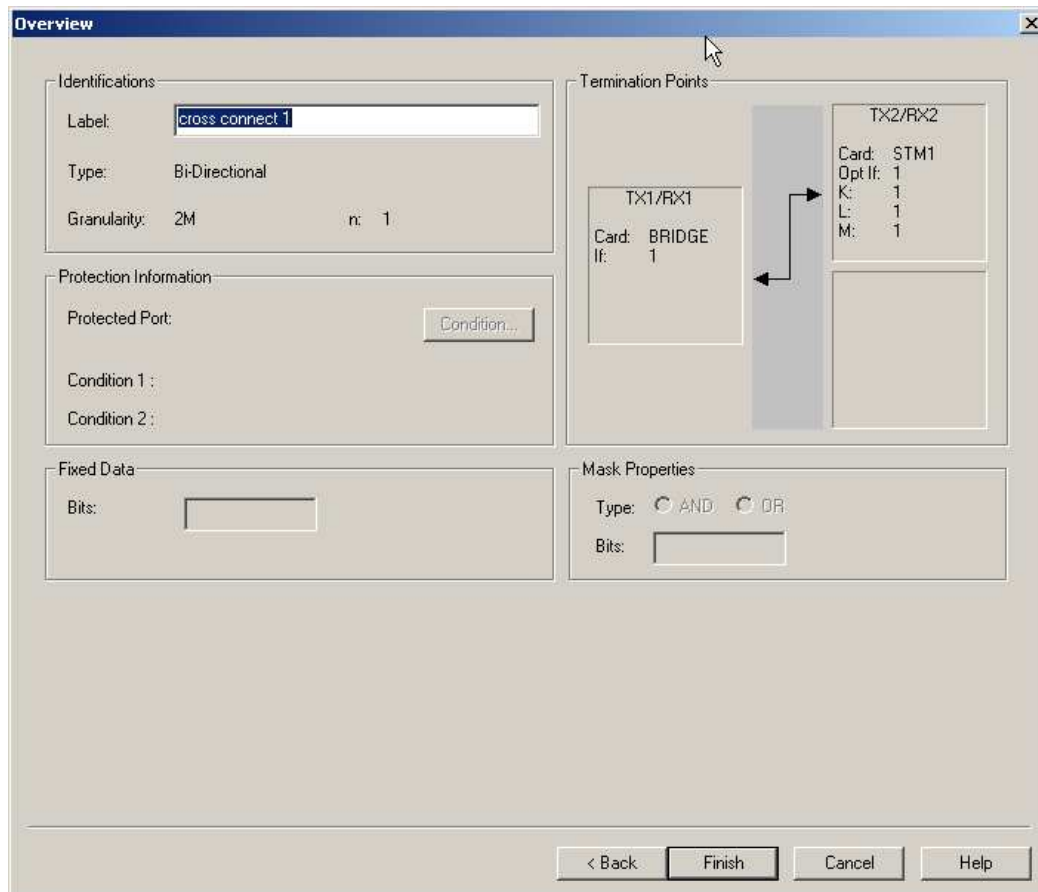 Overview
Identifications
Label: cross connect 1
Type: Bi-Directional
Granularity: 2M n: 1
Termination Points
TX1/RX1
Card: BRIDGE
If: 1
TX2/RX2
Card: STM1
Opt If: 1
K: 1
L: 1
M: 1
Protection Information
Protected Port:
Condition...
Condition 1 :
Condition 2 :
Fixed Data
Bits:
Mask Properties
Type: AND OR
Bits:
< Back Finish Cancel Help